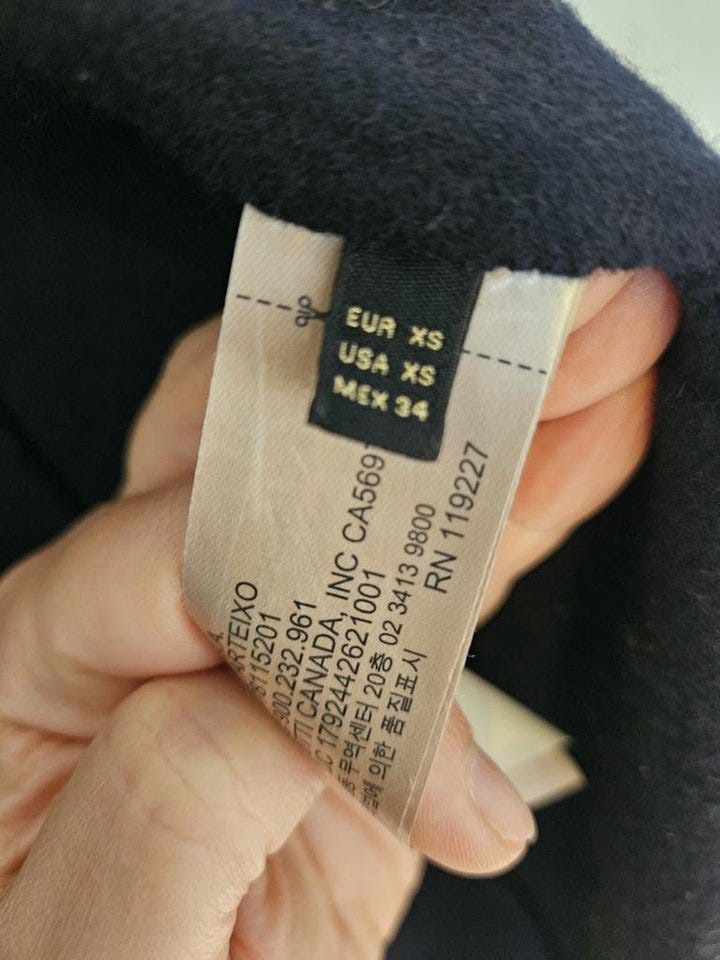 EUR XS
USA XS
MEX 34
ARTEIXO
115201
900.232.961
CANADA, INC CA569
1792442621001
무역센터 20층 02 3413 9800
의한 품질표시 RN 119227